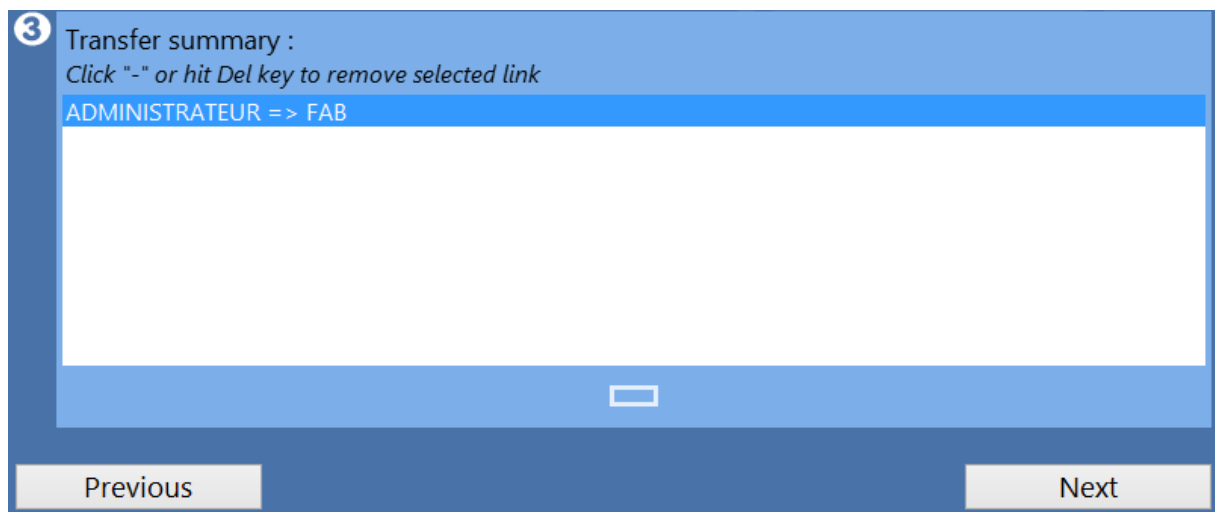 3
Transfer summary :
Click "-" or hit Del key to remove selected link
ADMINISTRATEUR => FAB
Previous
Next